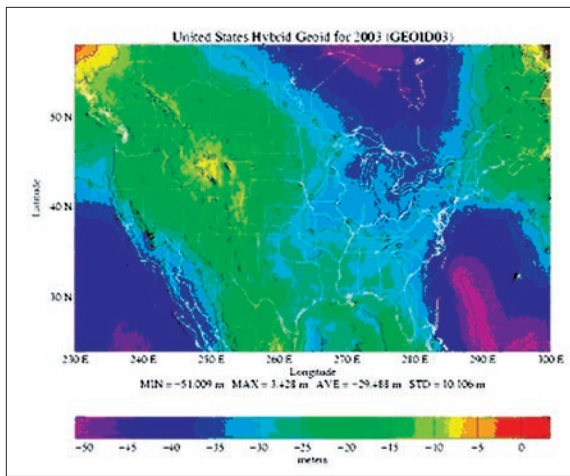 United States Hybrid Geoid for 2003 (GEOID03)
50 N
40 N
30 N
Latitude
230 E 240 E 250 E 260 E 270 E 280 E 290 E 300 E
Longitude
MIN = −51.009 m MAX = 3.428 m AVE = −29.488 m STD = 10.106 m
−50 −45 −40 −35 −30 −25 −20 −15 −10 −5 0
meters